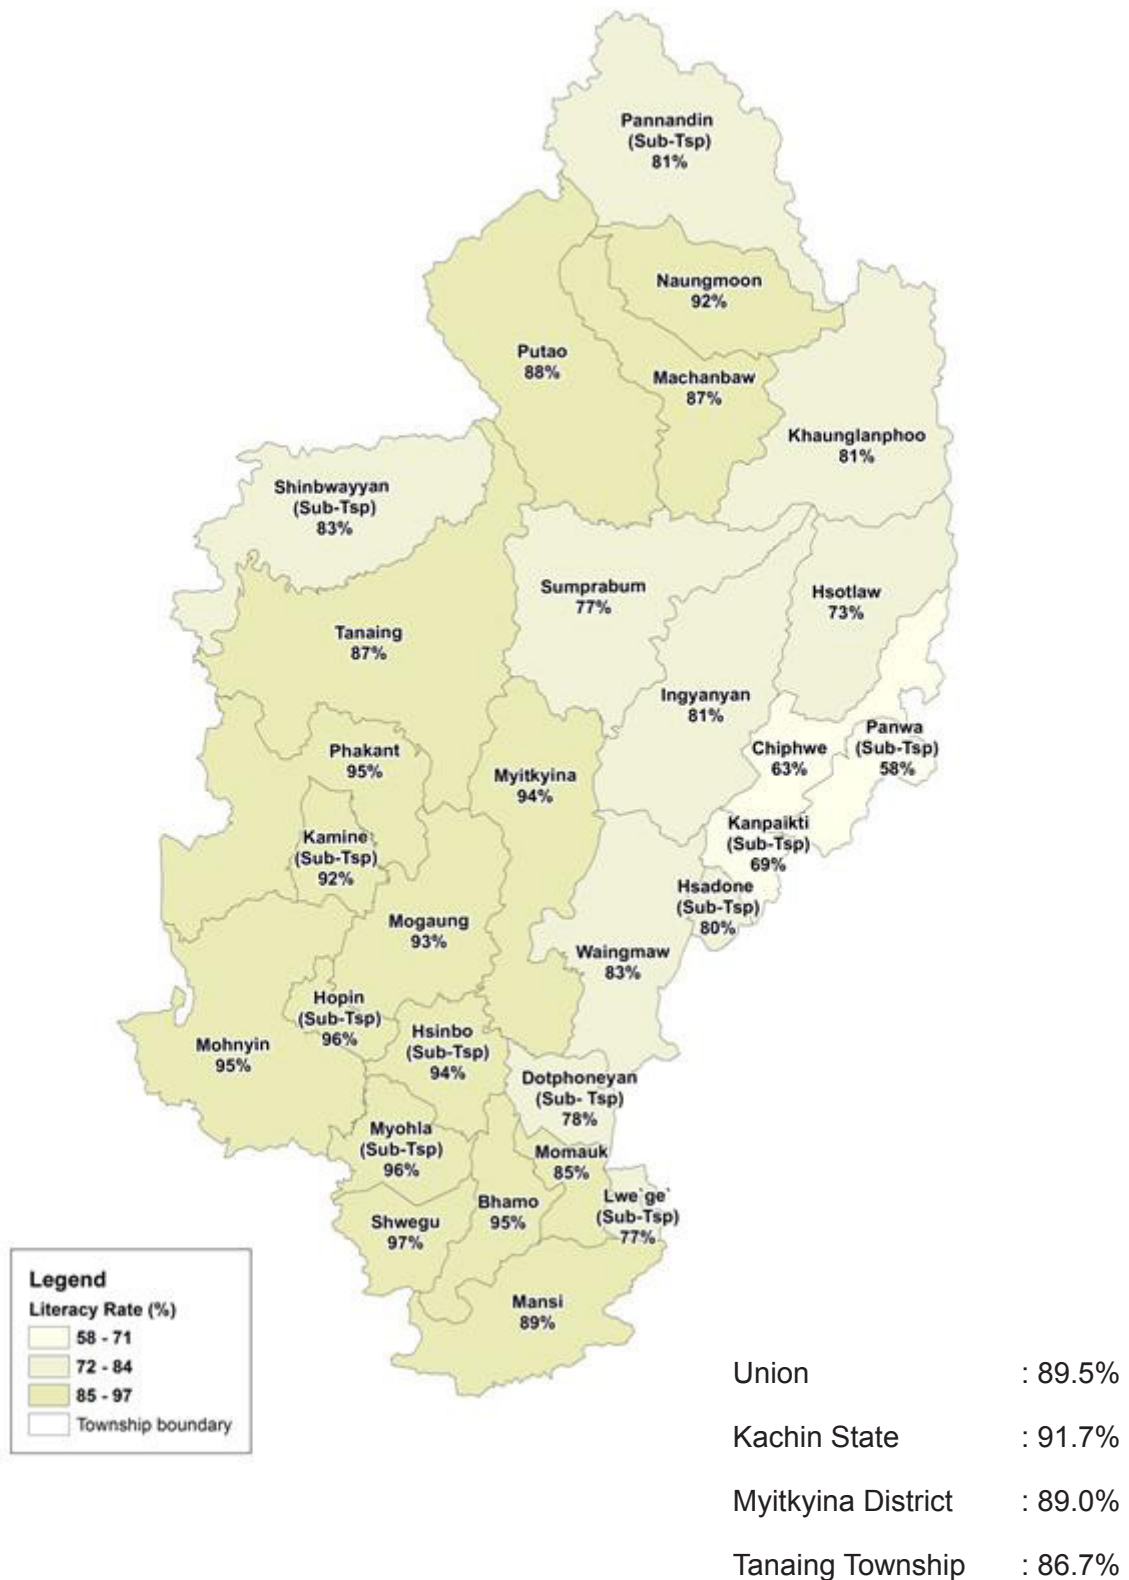 Pannandin
(Sub-Tsp)
81%
Naungmoon
92%
Putao
88%
Machanbaw
87%
Khaunglanphoo
81%
Shinbwayyan
(Sub-Tsp)
83%
Sumprabum
77%
Hsotlaw
73%
Tanaing
87%
Ingyanyan
81%
Panwa
(Sub-Tsp)
58%
Chiphwe
63%
Phakant
95%
Myitkyina
94%
Kanpaikti
(Sub-Tsp)
69%
Kamine
(Sub-Tsp)
92%
Hsadone
(Sub-Tsp)
80%
Mogaung
93%
Waingmaw
83%
Hopin
(Sub-Tsp)
96%
Hsinbo
(Sub-Tsp)
94%
Mohnyin
95%
Dotphoneyan
(Sub- Tsp)
78%
Myohla
(Sub-Tsp)
96%
Momauk
85%
Lwe`ge`
(Sub-Tsp)
77%
Bhamo
95%
Shwegu
97%
Mansi
89%
Legend
Literacy Rate (%)
58 - 71
72 - 84
85 - 97
Township boundary
Union : 89.5%
Kachin State : 91.7%
Myitkyina District : 89.0%
Tanaing Township : 86.7%